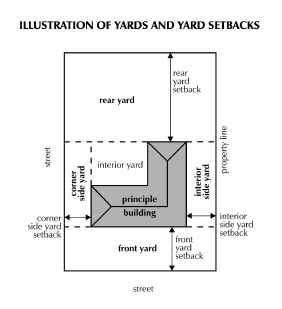 ILLUSTRATION OF YARDS AND YARD SETBACKS
rear
yard
setback
rear yard
street
property line
interior yard
corner
side yard
interior
side yard
principle
building
corner
side yard
setback
interior
side yard
setback
front yard
front
yard
setback
street